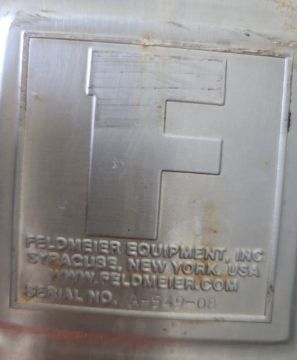 F
FELDMEIER EQUIPMENT, INC
SYRACUSE, NEW YORK. USA
WWW.FELDMEIER.COM
SERIAL NO. A-549-08